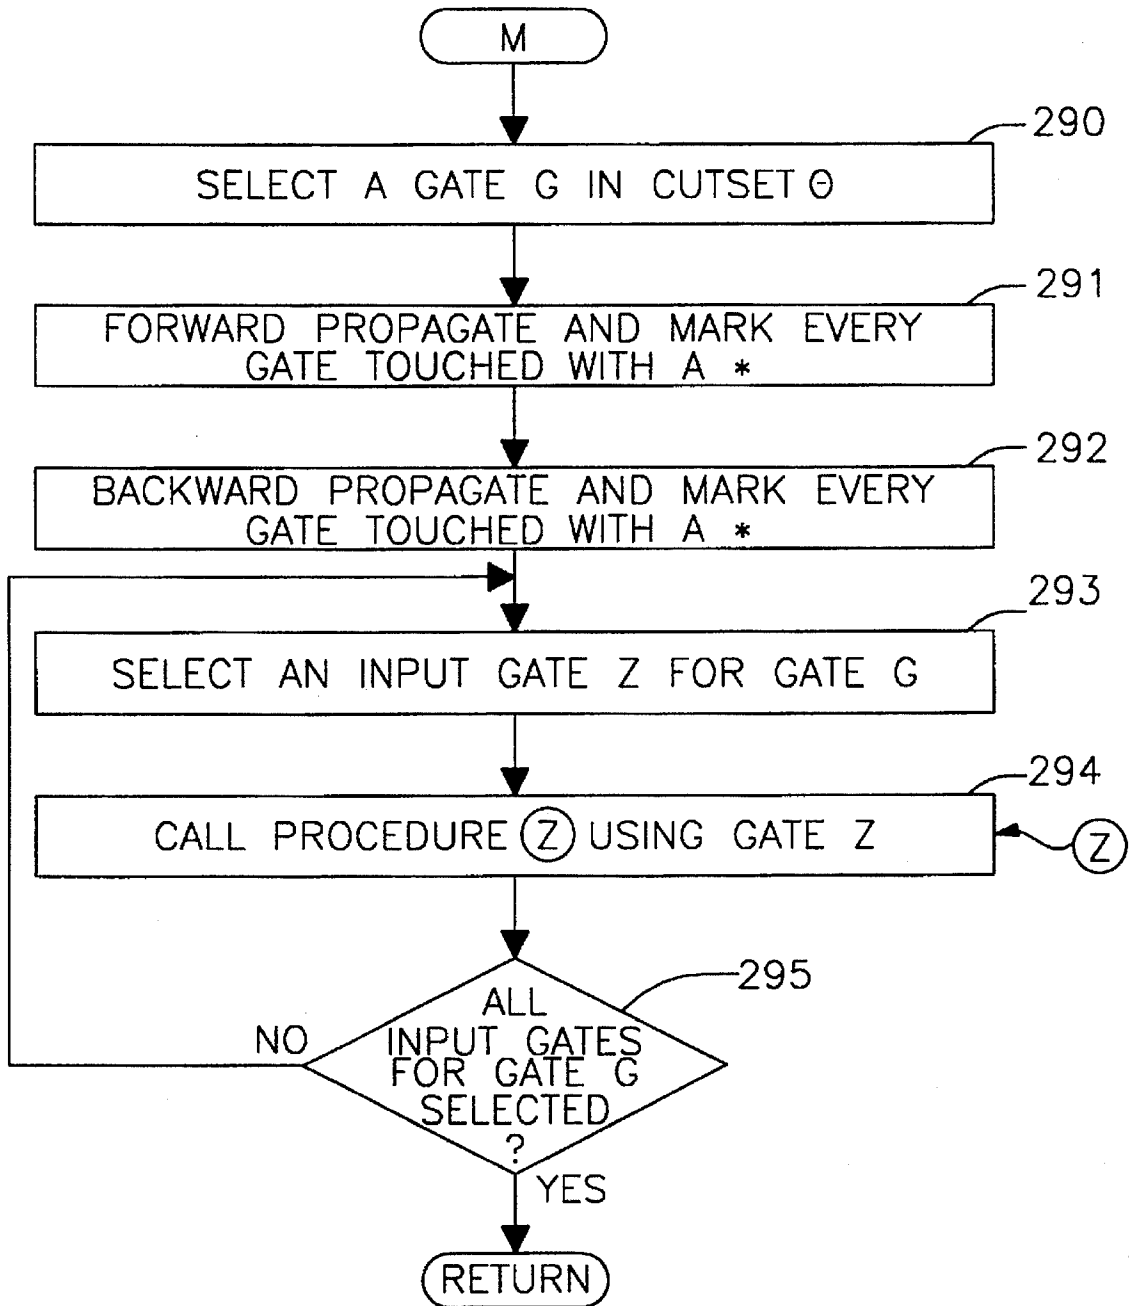 M
290
SELECT A GATE G IN CUTSET Θ
291
FORWARD PROPAGATE AND MARK EVERY
GATE TOUCHED WITH A *
292
BACKWARD PROPAGATE AND MARK EVERY
GATE TOUCHED WITH A *
293
SELECT AN INPUT GATE Z FOR GATE G
294
CALL PROCEDURE Z USING GATE Z
Z
295
ALL
INPUT GATES
FOR GATE G
SELECTED
?
NO
YES
RETURN